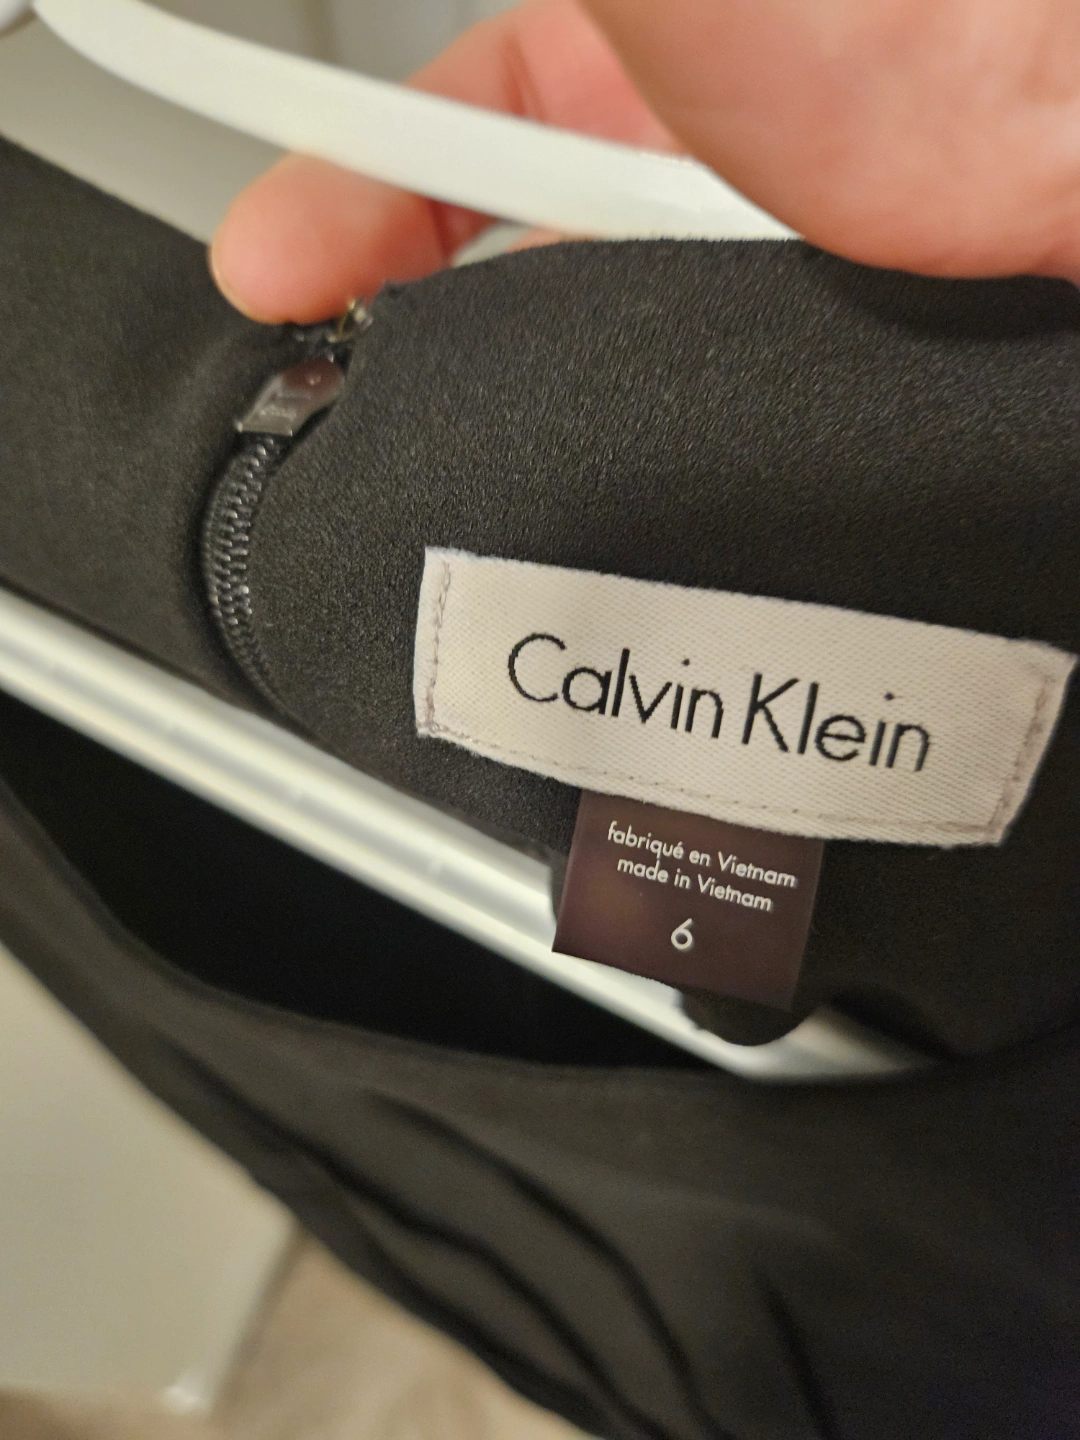 Calvin Klein
fabriqué en Vietnam
made in Vietnam
6